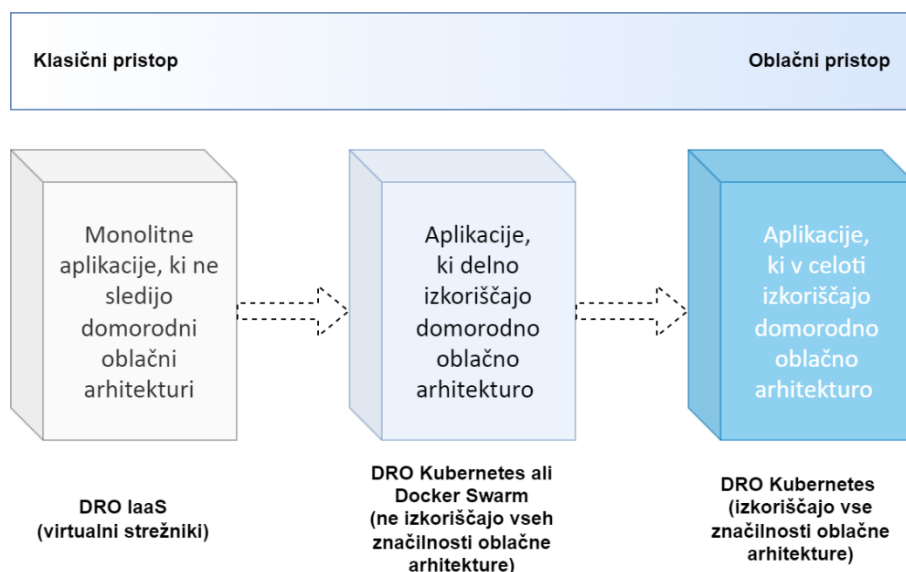 Klasični pristop
Oblačni pristop
Monolitne
aplikacije, ki ne
sledijo
domorodni
oblačni
arhitekturi
Aplikacije,
ki delno
izkoriščajo
domorodno
oblačno
arhitekturo
Aplikacije,
ki v celoti
izkoriščajo
domorodno
oblačno
arhitekturo
DRO IaaS
(virtualni strežniki)
DRO Kubernetes ali
Docker Swarm
(ne izkoriščajo vseh
značilnosti oblačne
arhitekture)
DRO Kubernetes
(izkoriščajo vse
značilnosti oblačne
arhitekture)